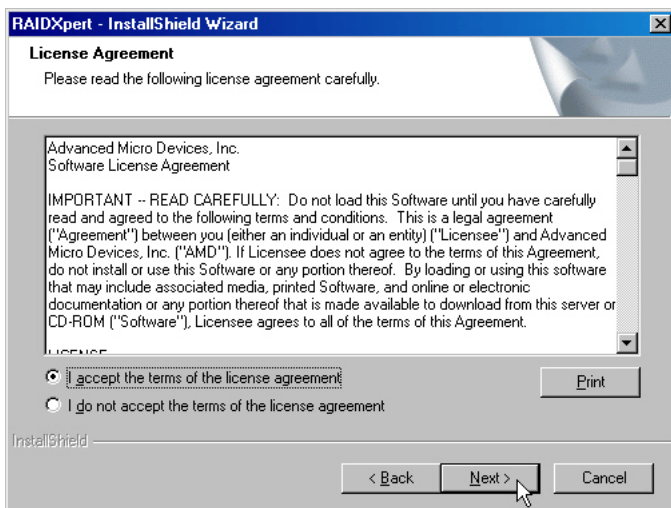 RAIDXpert - InstallShield Wizard
License Agreement
Please read the following license agreement carefully.
Advanced Micro Devices, Inc.
Software License Agreement
IMPORTANT -- READ CAREFULLY: Do not load this Software until you have carefully
read and agreed to the following terms and conditions. This is a legal agreement
("Agreement") between you (either an individual or an entity) ("Licensee") and Advanced
Micro Devices, Inc. ("AMD"). If Licensee does not agree to the terms of this Agreement,
do not install or use this Software or any portion thereof. By loading or using this software
that may include associated media, printed Software, and online or electronic
documentation or any portion thereof that is made available to download from this server or
CD-ROM ("Software"), Licensee agrees to all of the terms of this Agreement.
LICENSE
I accept the terms of the license agreement
Print
I do not accept the terms of the license agreement
InstallShield
< Back
Next >
Cancel